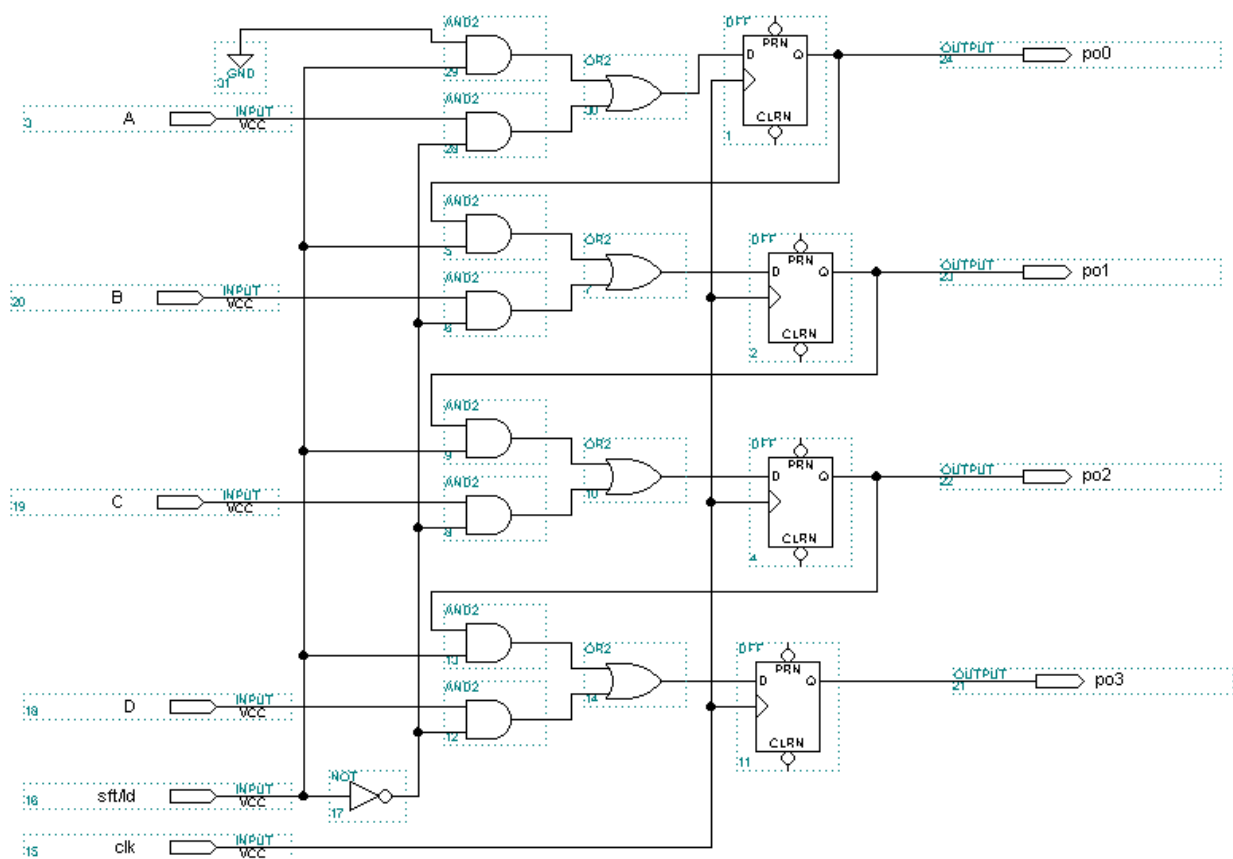 AND2
29
GND
31
OR2
30
DFF
PRN
D Q
CLRN
1
OUTPUT
24
po0
3 A INPUT
VCC
AND2
28
AND2
5
OR2
7
DFF
PRN
D Q
CLRN
2
OUTPUT
23
po1
20 B INPUT
VCC
AND2
6
AND2
9
OR2
10
DFF
PRN
D Q
CLRN
4
OUTPUT
22
po2
19 C INPUT
VCC
AND2
8
AND2
13
OR2
14
DFF
PRN
D Q
CLRN
11
OUTPUT
21
po3
18 D INPUT
VCC
AND2
12
16 sft/ld INPUT
VCC
NOT
17
15 clk INPUT
VCC